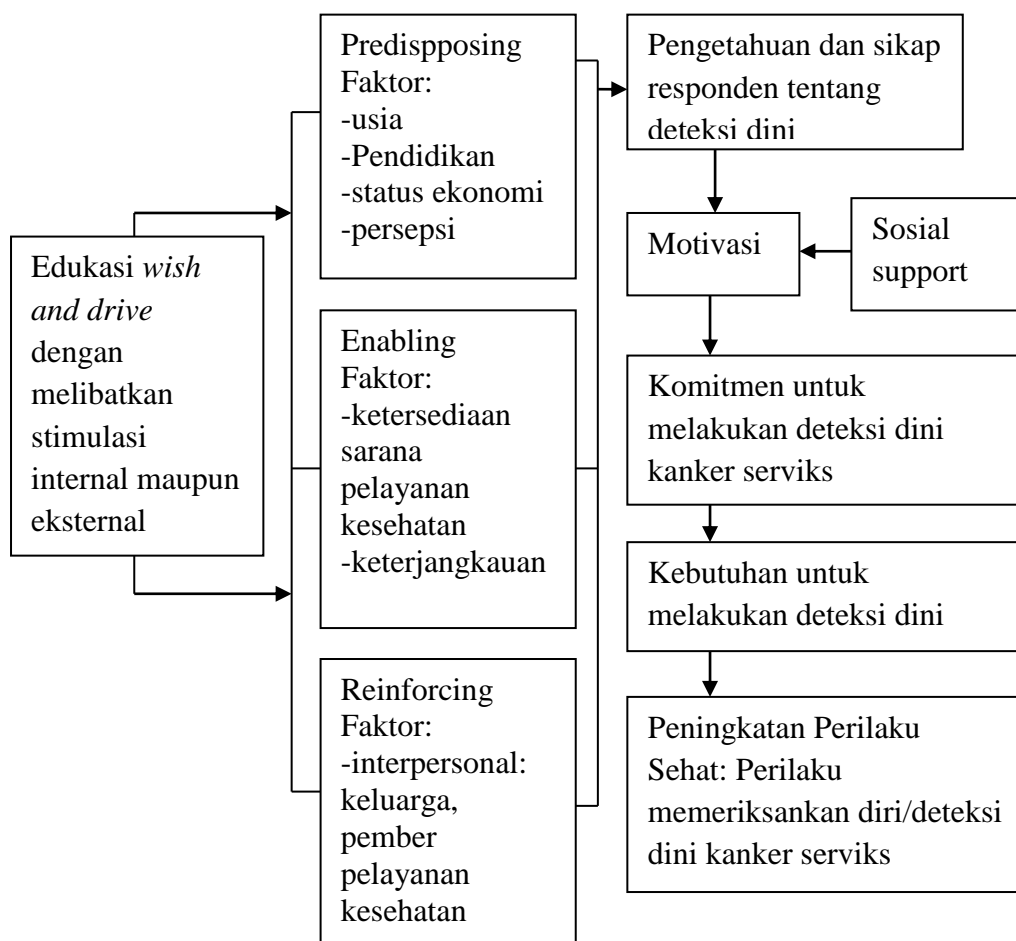 Edukasi wish
and drive
dengan
melibatkan
stimulasi
internal maupun
eksternal
Predispposing
Faktor:
-usia
-Pendidikan
-status ekonomi
-persepsi
Enabling
Faktor:
-ketersediaan
sarana
pelayanan
kesehatan
-keterjangkauan
Reinforcing
Faktor:
-interpersonal:
keluarga,
pember
pelayanan
kesehatan
Pengetahuan dan sikap
responden tentang
deteksi dini
Motivasi
Sosial
support
Komitmen untuk
melakukan deteksi dini
kanker serviks
Kebutuhan untuk
melakukan deteksi dini
Peningkatan Perilaku
Sehat: Perilaku
memeriksankan diri/deteksi
dini kanker serviks